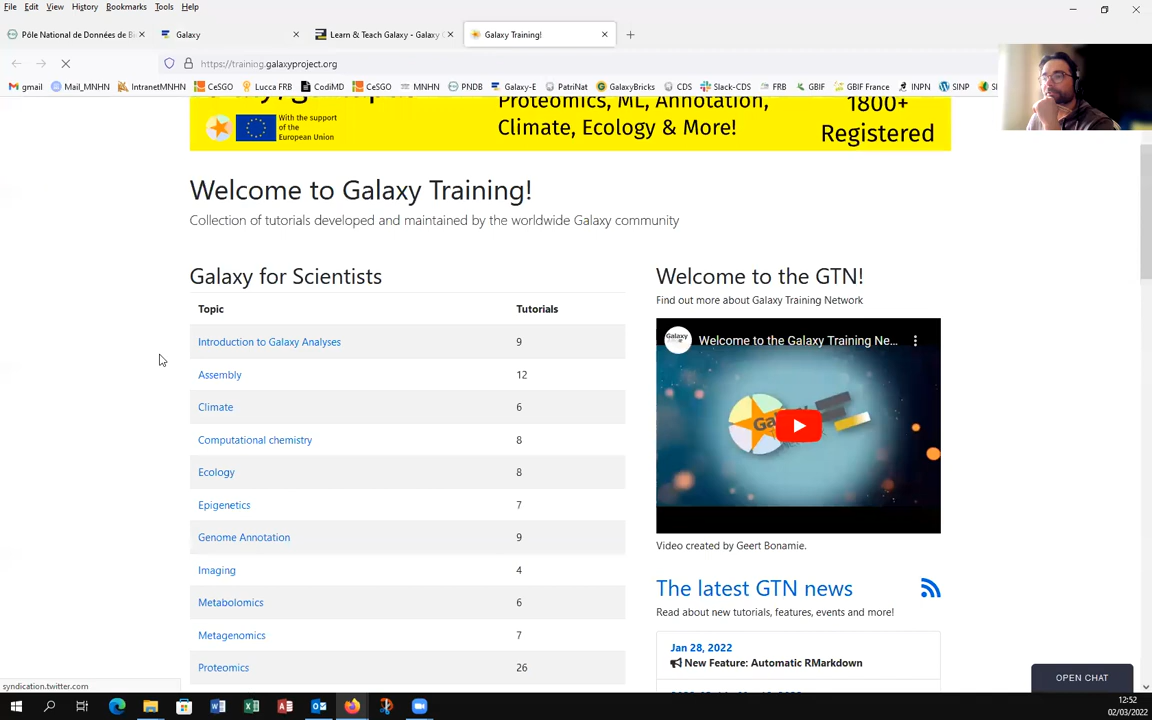 File Edit View History Bookmarks Tools Help
Pôle National de Données de Bi
Galaxy
Learn & Teach Galaxy - Galaxy C
Galaxy Training!
https://training.galaxyproject.org
gmail Mail_MNHN IntranetMNHN CeSGO Lucca FRB CodiMD CeSGO MNHN PNDB Galaxy-E PatriNat GalaxyBricks CDS Slack-CDS FRB GBIF GBIF France INPN SINP SI
Proteomics, ML, Annotation,
Climate, Ecology & More!
1800+
Registered
With the support
of the
European Union
Welcome to Galaxy Training!
Collection of tutorials developed and maintained by the worldwide Galaxy community
Galaxy for Scientists
Topic Tutorials
Introduction to Galaxy Analyses 9
Assembly 12
Climate 6
Computational chemistry 8
Ecology 8
Epigenetics 7
Genome Annotation 9
Imaging 4
Metabolomics 6
Metagenomics 7
Proteomics 26
Welcome to the GTN!
Find out more about Galaxy Training Network
Galaxy
Welcome to the Galaxy Training Ne...
Video created by Geert Bonamie.
The latest GTN news
Read about new tutorials, features, events and more!
Jan 28, 2022
New Feature: Automatic RMarkdown
OPEN CHAT
syndication.twitter.com
12:52
02/03/2022